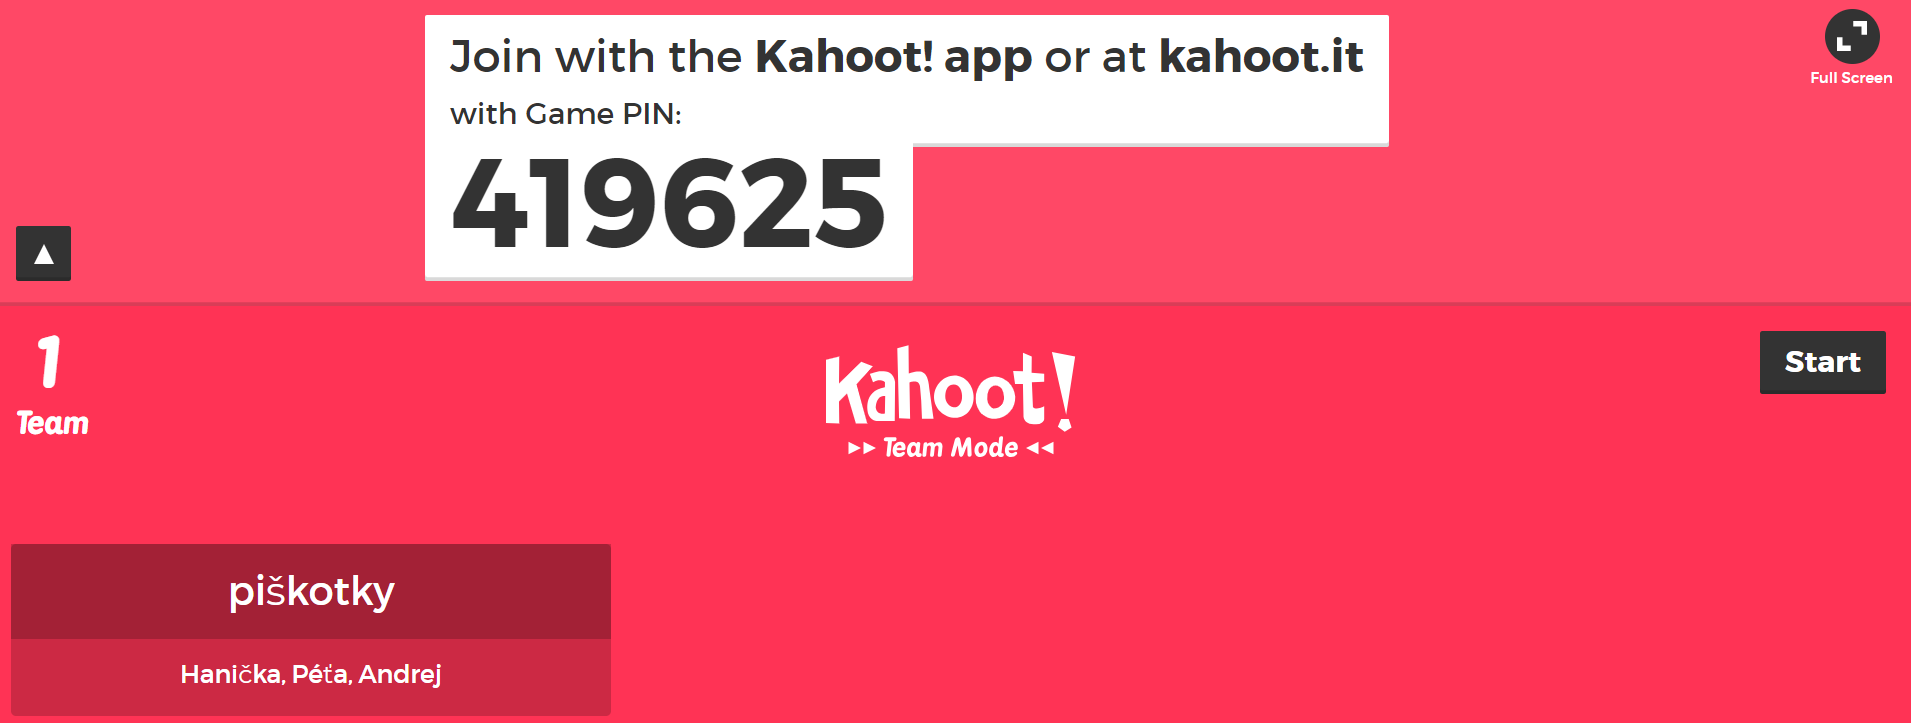 Join with the Kahoot! app or at kahoot.it
with Game PIN:
419625
Full Screen
1
Team
Kahoot!
Team Mode
Start
piškotky
Hanička, Péťa, Andrej